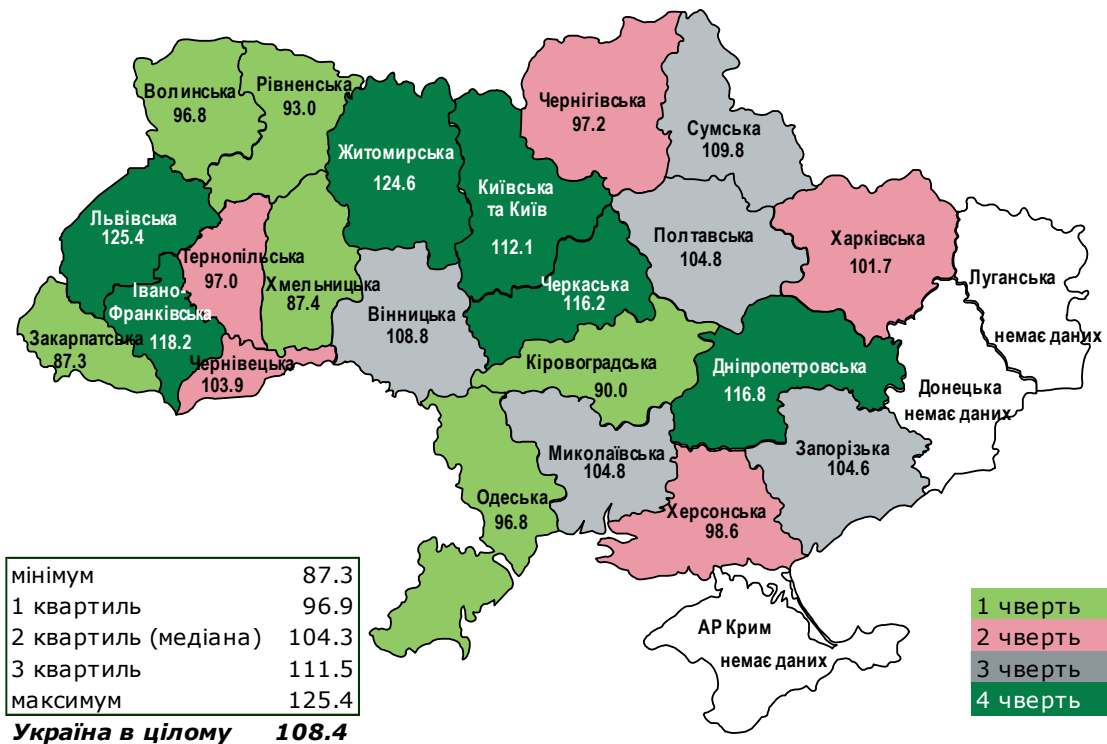 Волинська
96.8
Рівненська
93.0
Житомирська
124.6
Київська
та Київ
112.1
Чернігівська
97.2
Сумська
109.8
Львівська
125.4
Тернопільська
97.0
Хмельницька
87.4
Вінницька
108.8
Черкаська
116.2
Полтавська
104.8
Харківська
101.7
Луганська
немає даних
Івано-
Франківська
118.2
Закарпатська
87.3
Чернівецька
103.9
Кіровоградська
90.0
Дніпропетровська
116.8
Донецька
немає даних
Одеська
96.8
Миколаївська
104.8
Запорізька
104.6
Херсонська
98.6
АР Крим
немає даних
мінімум 87.3
1 квартиль 96.9
2 квартиль (медіана) 104.3
3 квартиль 111.5
максимум 125.4
Україна в цілому 108.4
1 чверть
2 чверть
3 чверть
4 чверть